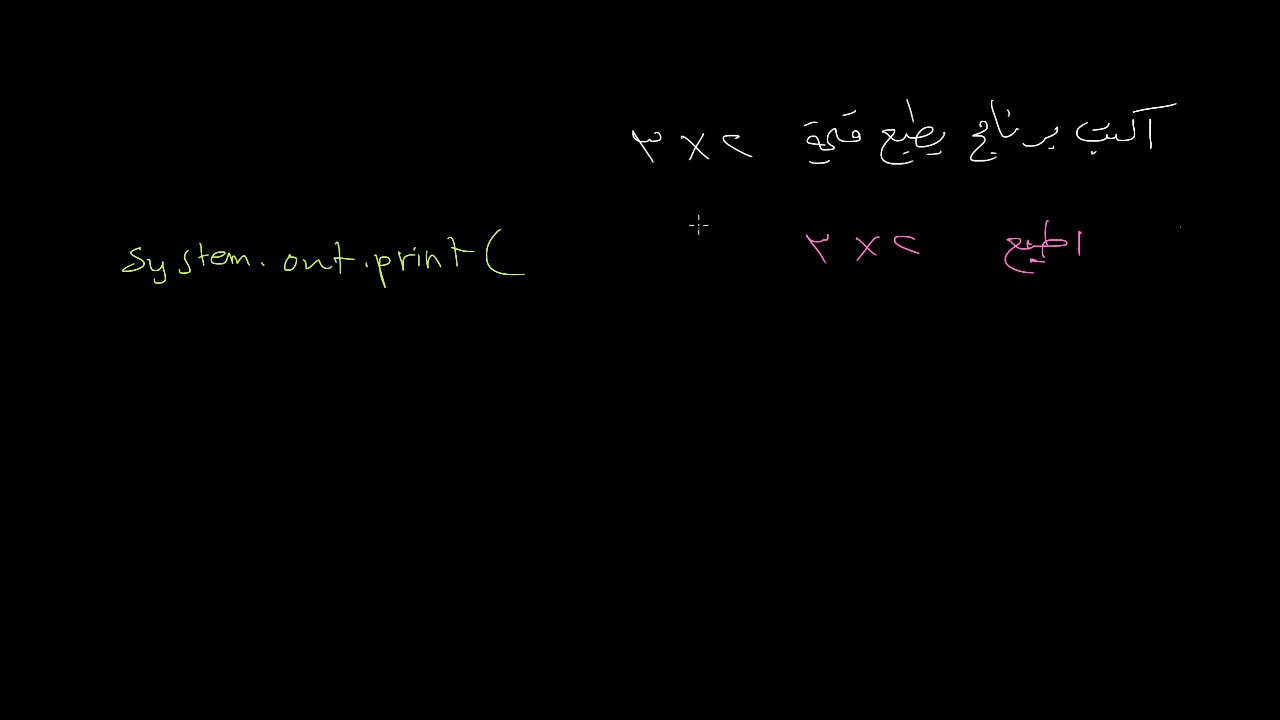 اكتب برنامج يطبع قيمة ٢ × ٣
اطبع ٢ × ٣
System.out.print(